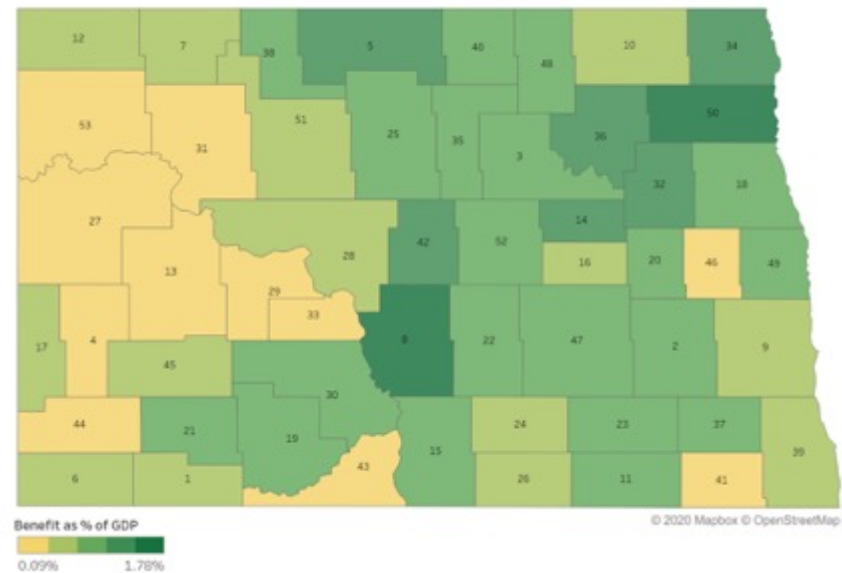 12 7 38 5 40 48 10 34
53 31 51 25 35 3 36 50
27 32 18
14
13 28 42 52 16 20 46 49
29
33
17 4 45 8 22 47 2 9
30
44 21 19 15 24 23 37 39
43
6 1 26 11 41
Benefit as % of GDP
0.09% 1.78%
© 2020 Mapbox © OpenStreetMap